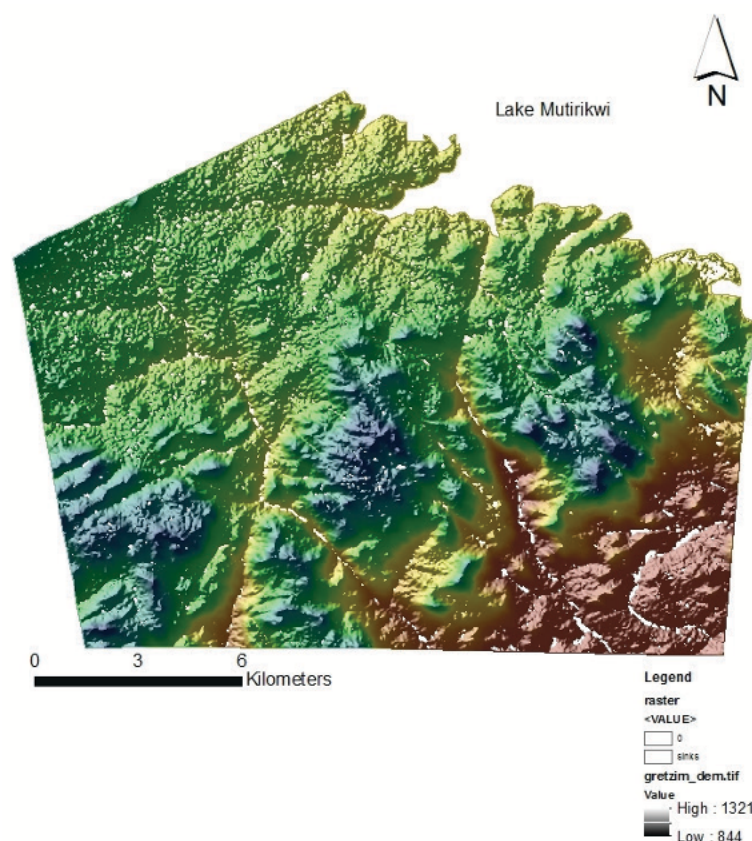 N
Lake Mutirikwi
0 3 6
Kilometers
Legend
raster
<VALUE>
0
sinks
gretzim_dem.tif
Value
High : 1321
Low : 844